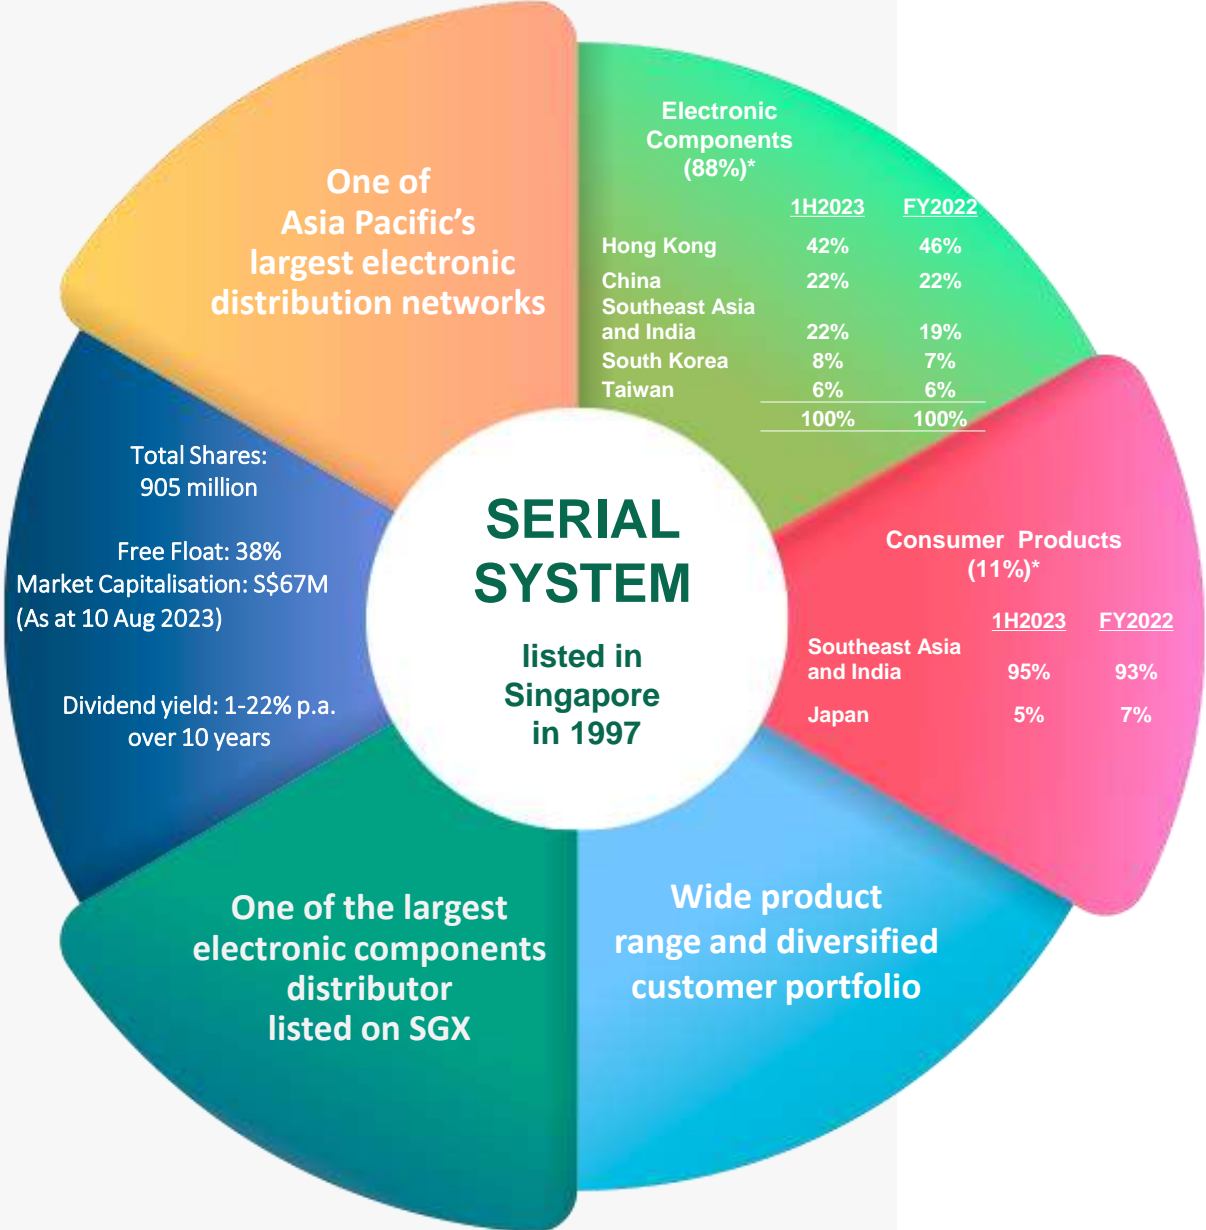 One of
Asia Pacific's
largest electronic
distribution networks
Electronic
Components
(88%)*
1H2023 FY2022
Hong Kong 42% 46%
China 22% 22%
Southeast Asia
and India 22% 19%
South Korea 8% 7%
Taiwan 6% 6%
100% 100%
Total Shares:
905 million
Free Float: 38%
Market Capitalisation: S$67M
(As at 10 Aug 2023)
Dividend yield: 1-22% p.a.
over 10 years
SERIAL
SYSTEM
listed in
Singapore
in 1997
Consumer Products
(11%)*
1H2023 FY2022
Southeast Asia
and India 95% 93%
Japan 5% 7%
One of the largest
electronic components
distributor
listed on SGX
Wide product
range and diversified
customer portfolio